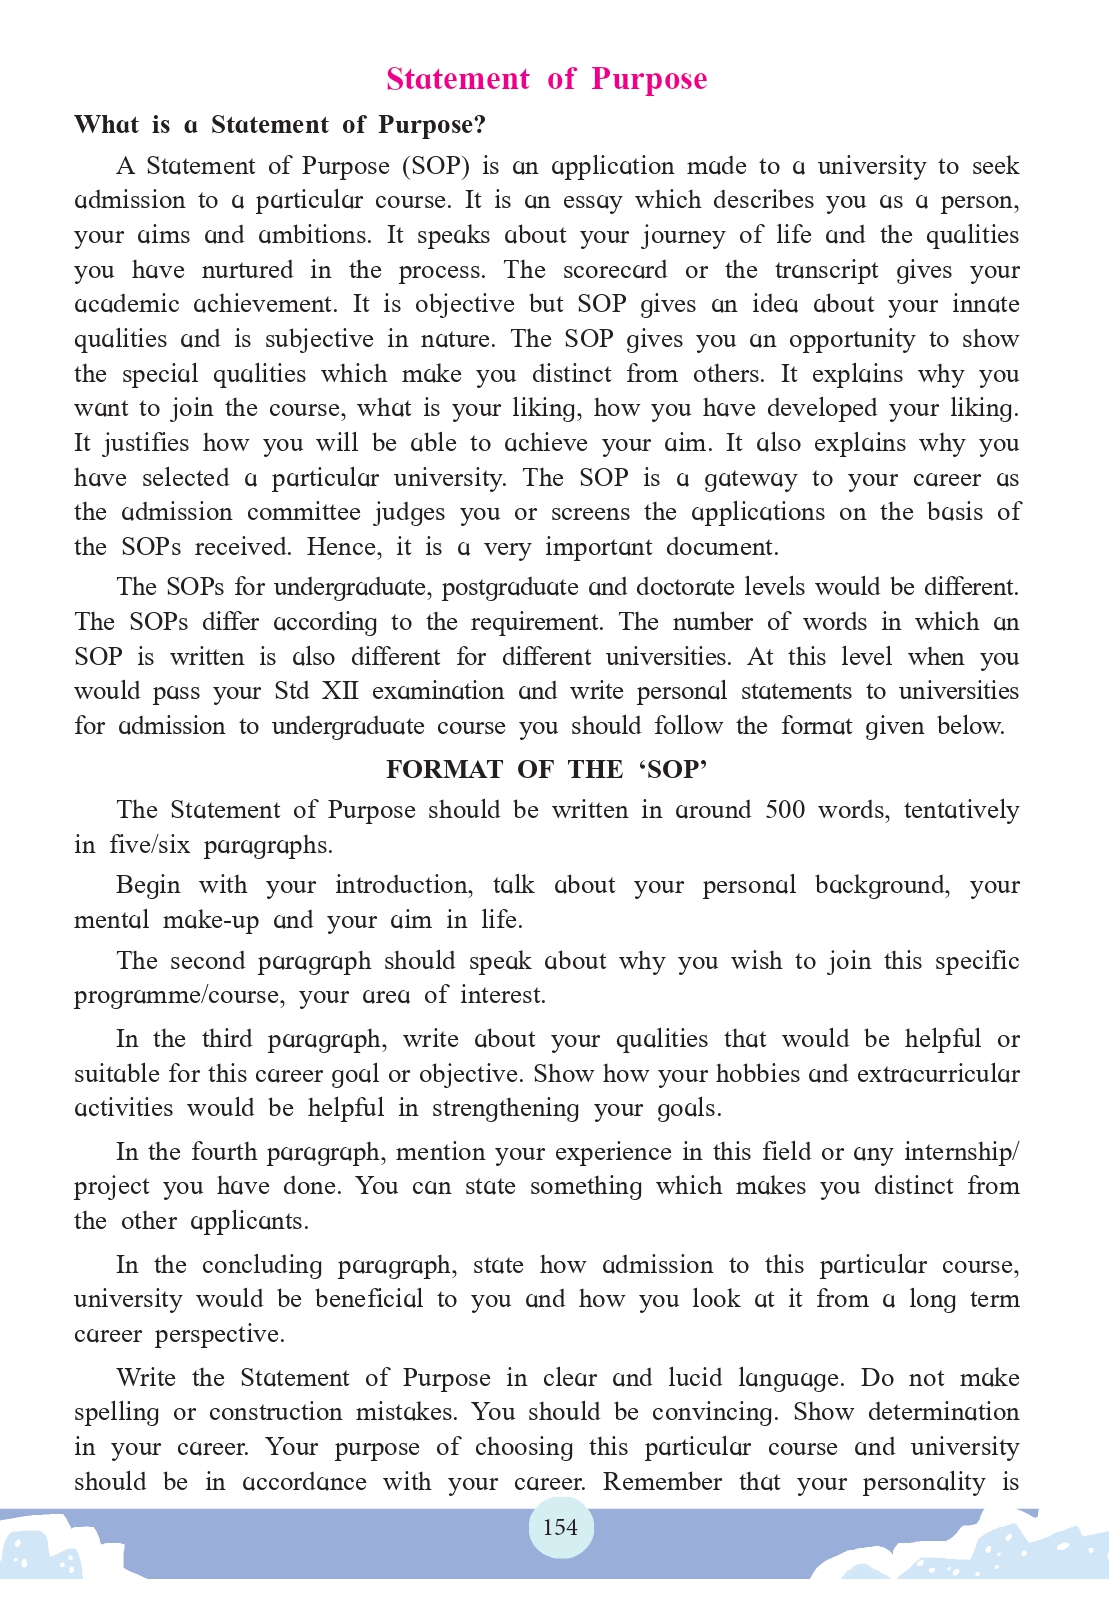 Statement of Purpose
What is a Statement of Purpose?
A Statement of Purpose (SOP) is an application made to a university to seek
admission to a particular course. It is an essay which describes you as a person,
your aims and ambitions. It speaks about your journey of life and the qualities
you have nurtured in the process. The scorecard or the transcript gives your
academic achievement. It is objective but SOP gives an idea about your innate
qualities and is subjective in nature. The SOP gives you an opportunity to show
the special qualities which make you distinct from others. It explains why you
want to join the course, what is your liking, how you have developed your liking.
It justifies how you will be able to achieve your aim. It also explains why you
have selected a particular university. The SOP is a gateway to your career as
the admission committee judges you or screens the applications on the basis of
the SOPs received. Hence, it is a very important document.
The SOPs for undergraduate, postgraduate and doctorate levels would be different.
The SOPs differ according to the requirement. The number of words in which an
SOP is written is also different for different universities. At this level when you
would pass your Std XII examination and write personal statements to universities
for admission to undergraduate course you should follow the format given below.
FORMAT OF THE ‘SOP’
The Statement of Purpose should be written in around 500 words, tentatively
in five/six paragraphs.
Begin with your introduction, talk about your personal background, your
mental make-up and your aim in life.
The second paragraph should speak about why you wish to join this specific
programme/course, your area of interest.
In the third paragraph, write about your qualities that would be helpful or
suitable for this career goal or objective. Show how your hobbies and extracurricular
activities would be helpful in strengthening your goals.
In the fourth paragraph, mention your experience in this field or any internship/
project you have done. You can state something which makes you distinct from
the other applicants.
In the concluding paragraph, state how admission to this particular course,
university would be beneficial to you and how you look at it from a long term
career perspective.
Write the Statement of Purpose in clear and lucid language. Do not make
spelling or construction mistakes. You should be convincing. Show determination
in your career. Your purpose of choosing this particular course and university
should be in accordance with your career. Remember that your personality is
154